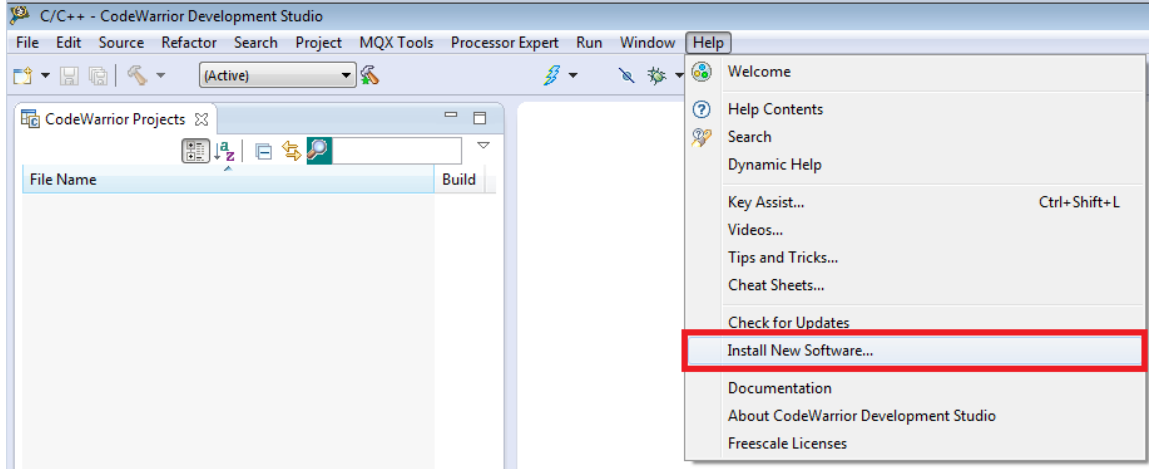 C/C++ - CodeWarrior Development Studio
File Edit Source Refactor Search Project MQX Tools Processor Expert Run Window Help
(Active)
CodeWarrior Projects
File Name Build
Welcome
Help Contents
Search
Dynamic Help
Key Assist... Ctrl+Shift+L
Videos...
Tips and Tricks...
Cheat Sheets...
Check for Updates
Install New Software...
Documentation
About CodeWarrior Development Studio
Freescale Licenses